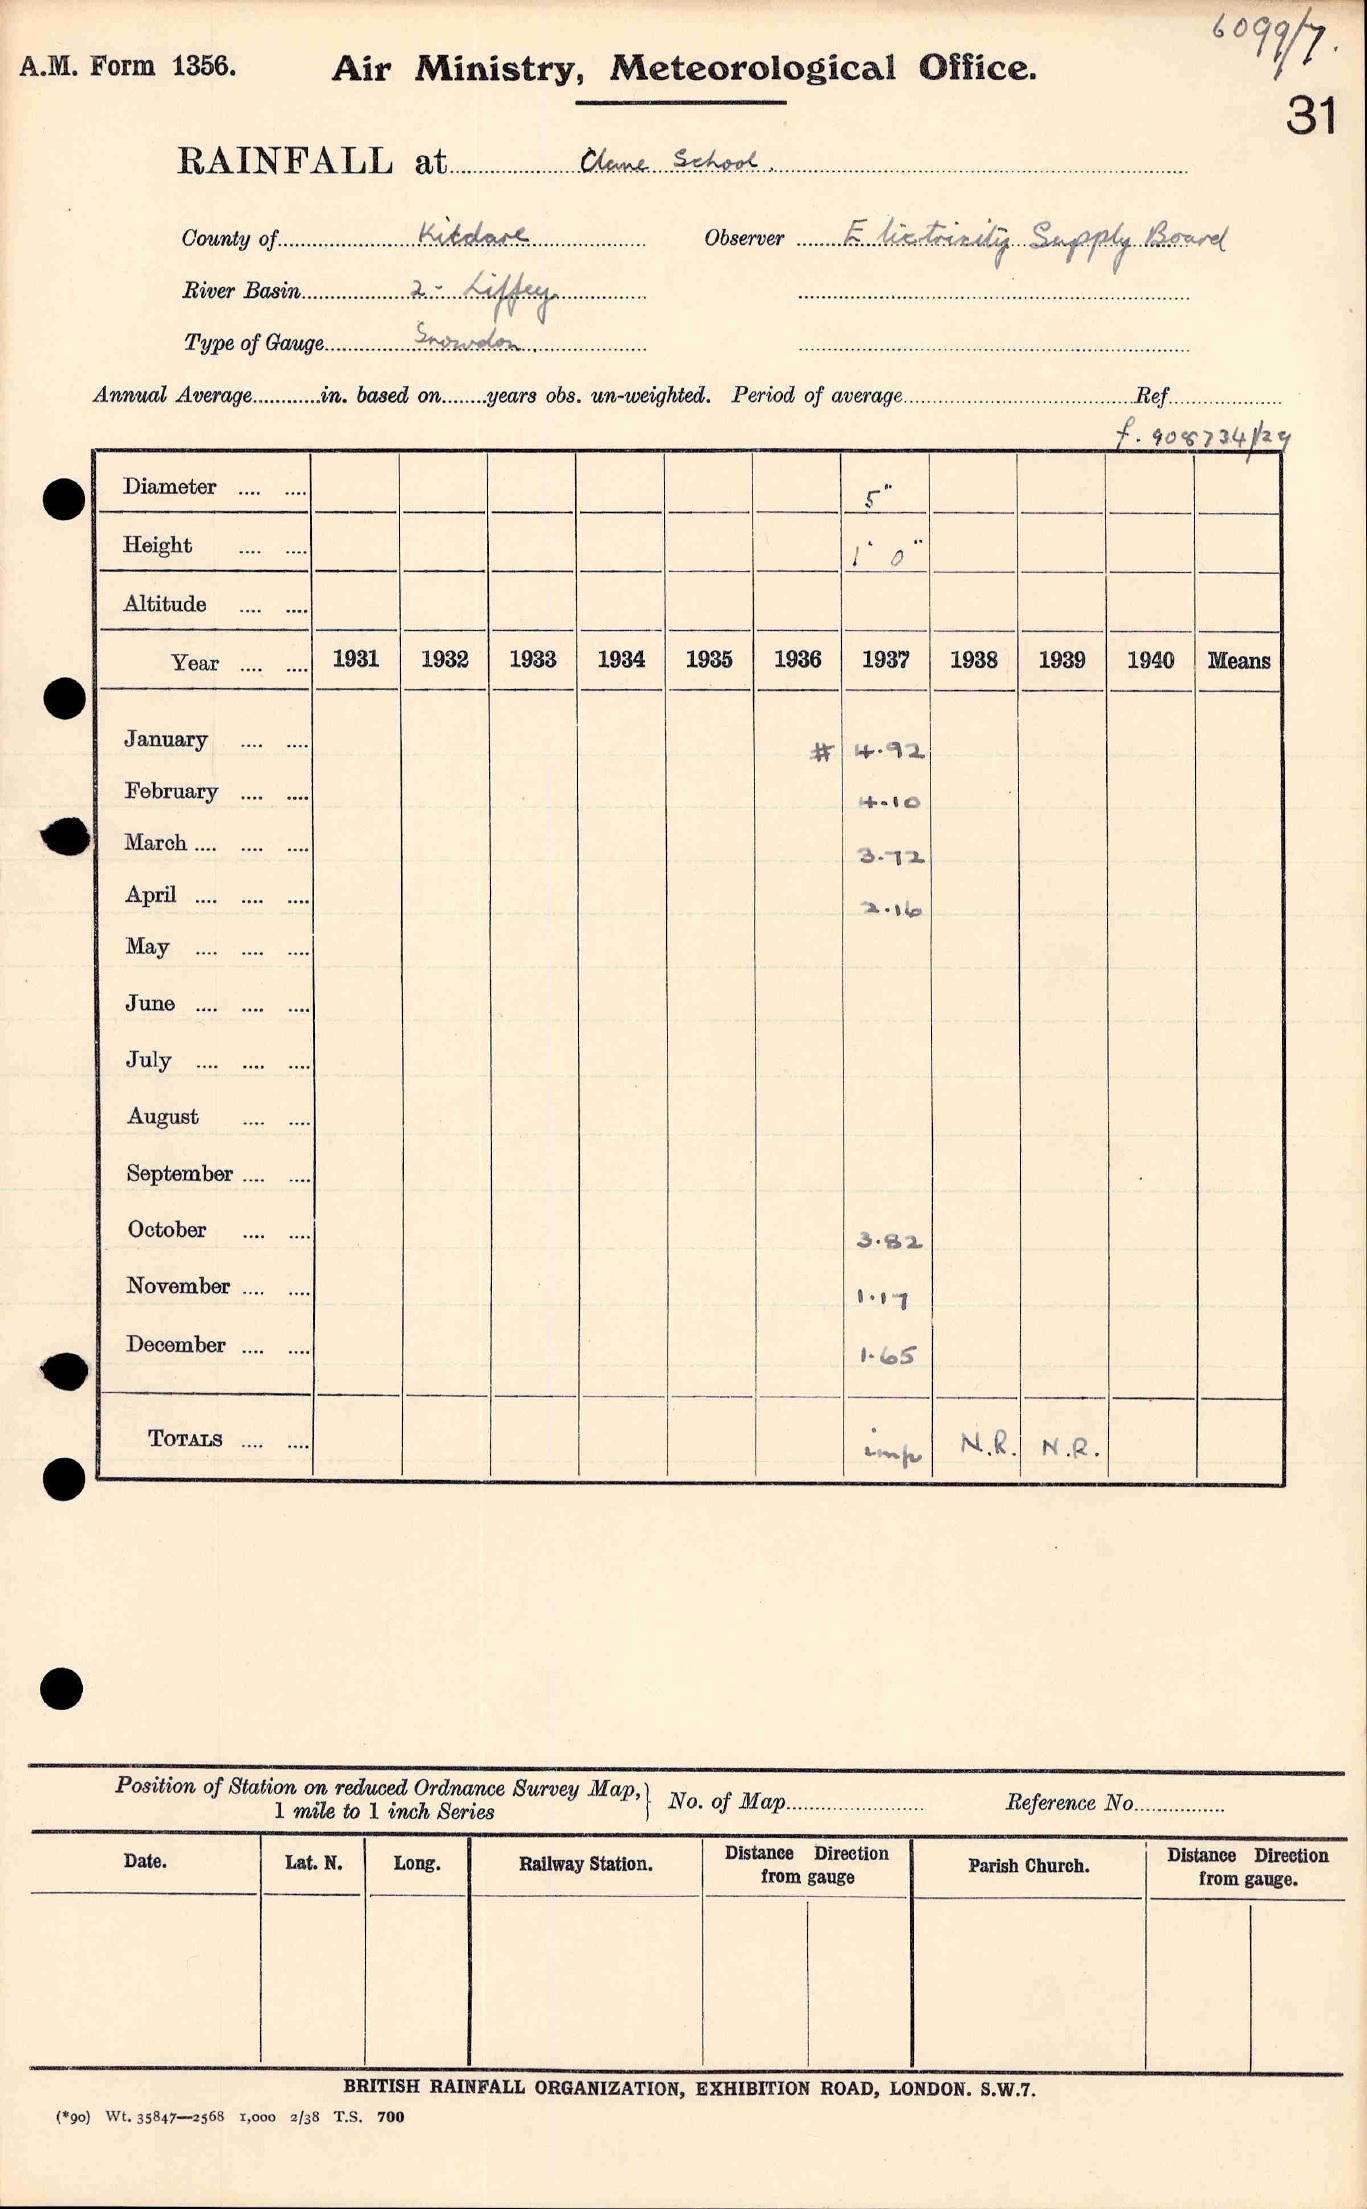 6099/7.
A.M. Form 1356. Air Ministry, Meteorological Office.
31
RAINFALL at Clane School.
County of Kildare Observer Electricity Supply Board
River Basin 2 - Liffey
Type of Gauge Snowdon.
Annual Average............in. based on........years obs. un-weighted. Period of average..............Ref..............
f. 908734/29
Diameter .... .... 5"
Height .... .... 1' 0"
Altitude .... ....
Year .... .... 1931 1932 1933 1934 1935 1936 1937 1938 1939 1940 Means
January .... .... # 4.92
February .... .... 4.10
March .... .... .... 3.72
April .... .... .... 2.16
May .... .... ....
June .... .... ....
July .... .... ....
August .... ....
September .... ....
October .... .... 3.82
November .... .... 1.17
December .... .... 1.65
TOTALS .... .... imp N.R. N.R.
Position of Station on reduced Ordnance Survey Map,} No. of Map.............. Reference No..............
1 mile to 1 inch Series
Date. Lat. N. Long. Railway Station. Distance Direction from gauge Parish Church. Distance Direction from gauge.
BRITISH RAINFALL ORGANIZATION, EXHIBITION ROAD, LONDON. S.W.7.
(*90) Wt. 35847—2568 1,000 2/38 T.S. 700